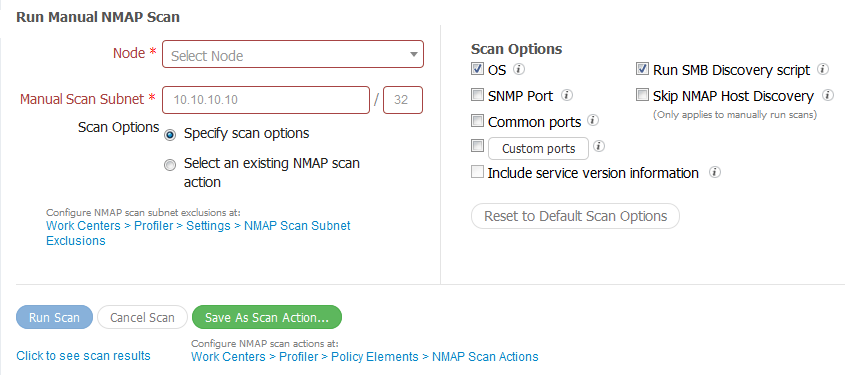 Run Manual NMAP Scan
Node * Select Node
Manual Scan Subnet * 10.10.10.10 / 32
Scan Options
Specify scan options
Select an existing NMAP scan
action
Configure NMAP scan subnet exclusions at:
Work Centers > Profiler > Settings > NMAP Scan Subnet
Exclusions
Scan Options
OS
Run SMB Discovery script
SNMP Port
Skip NMAP Host Discovery
(Only applies to manually run scans)
Common ports
Custom ports
Include service version information
Reset to Default Scan Options
Run Scan
Cancel Scan
Save As Scan Action...
Click to see scan results
Configure NMAP scan actions at:
Work Centers > Profiler > Policy Elements > NMAP Scan Actions